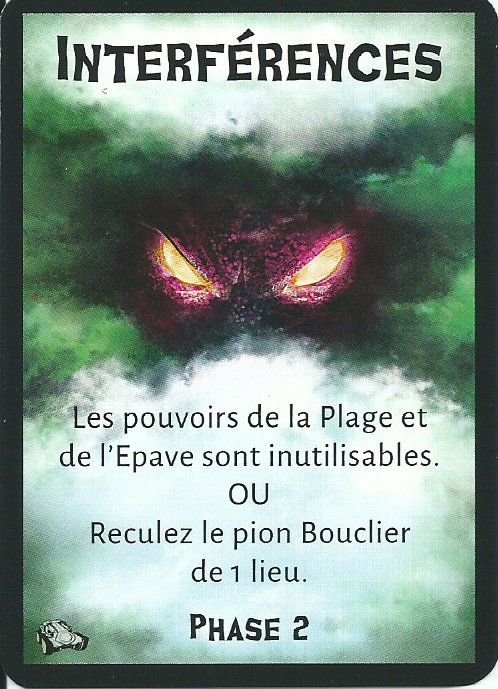 INTERFÉRENCES
Les pouvoirs de la Plage et
de l'Epave sont inutilisables.
OU
Reculez le pion Bouclier
de 1 lieu.
PHASE 2